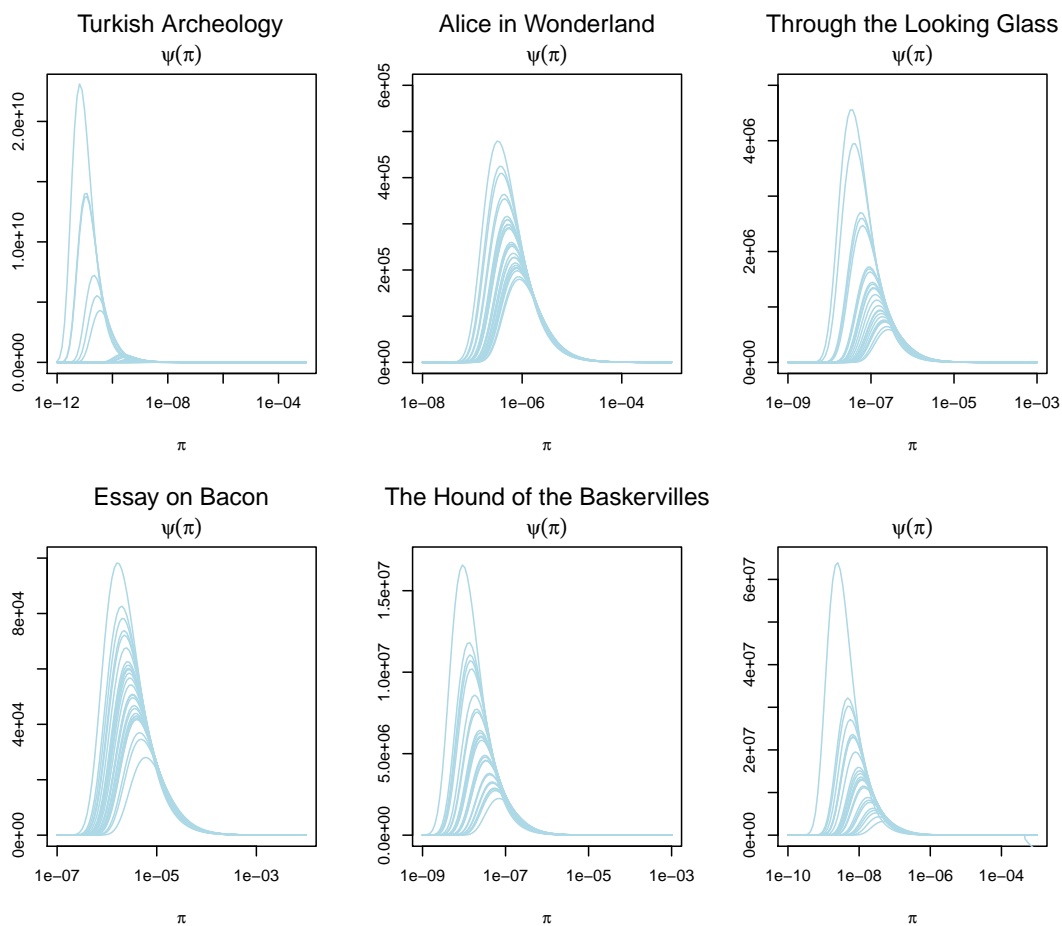 Turkish Archeology
ψ(π)
0.0e+00 1.0e+10 2.0e+10
1e−12 1e−08 1e−04
π
Alice in Wonderland
ψ(π)
0e+00 2e+05 4e+05 6e+05
1e−08 1e−06 1e−04
π
Through the Looking Glass
ψ(π)
0e+00 2e+06 4e+06
1e−09 1e−07 1e−05 1e−03
π
Essay on Bacon
ψ(π)
0e+00 4e+04 8e+04
1e−07 1e−05 1e−03
π
The Hound of the Baskervilles
ψ(π)
0.0e+00 5.0e+06 1.0e+07 1.5e+07
1e−09 1e−07 1e−05 1e−03
π
ψ(π)
0e+00 2e+07 4e+07 6e+07
1e−10 1e−08 1e−06 1e−04
π